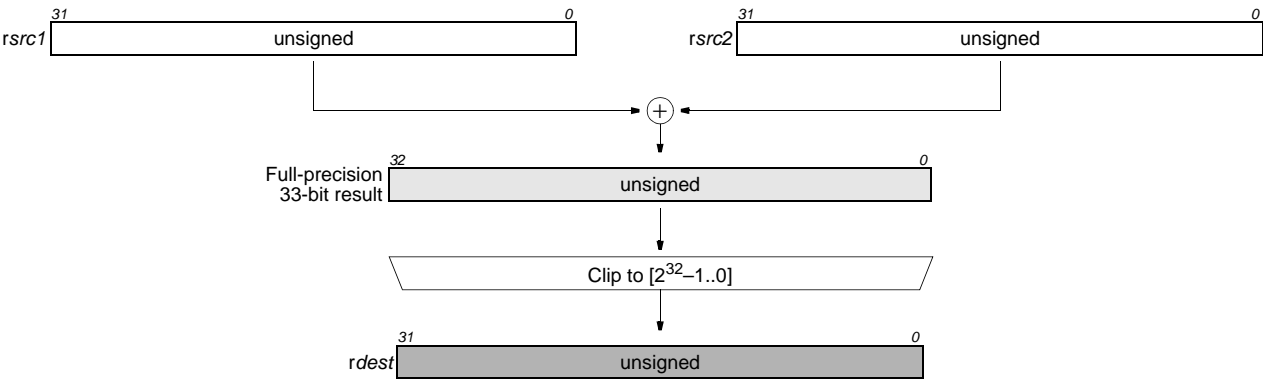 31 0 31 0
rsrc1 unsigned rsrc2 unsigned
+
32 0
Full-precision
33-bit result
unsigned
Clip to [2³²–1..0]
31 0
rdest unsigned